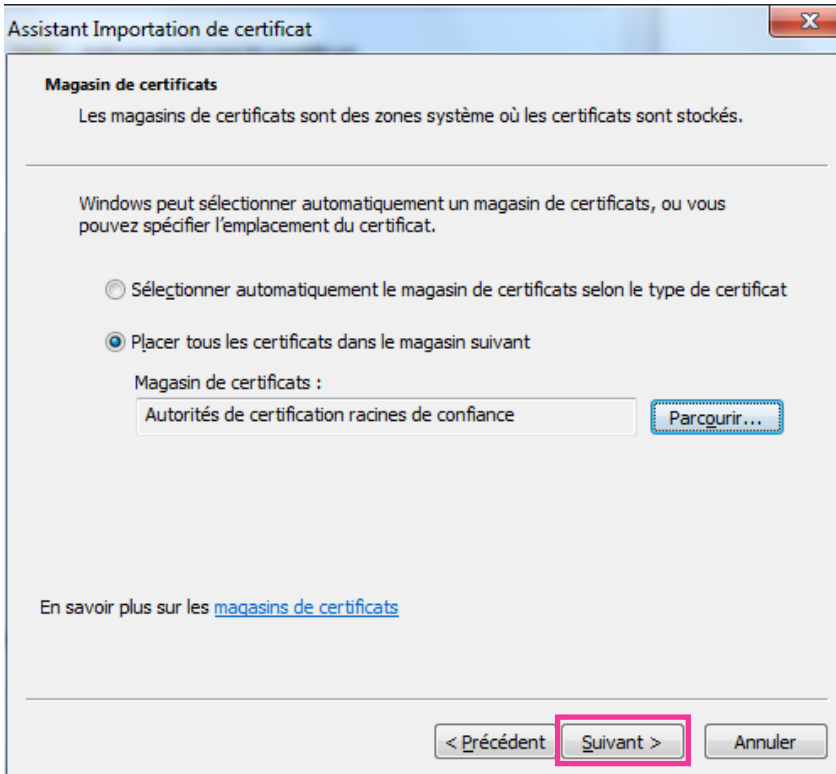 Assistant Importation de certificat
Magasin de certificats
Les magasins de certificats sont des zones système où les certificats sont stockés.
Windows peut sélectionner automatiquement un magasin de certificats, ou vous
pouvez spécifier l'emplacement du certificat.
Sélectionner automatiquement le magasin de certificats selon le type de certificat
Placer tous les certificats dans le magasin suivant
Magasin de certificats :
Autorités de certification racines de confiance
Parcourir...
En savoir plus sur les magasins de certificats
< Précédent Suivant > Annuler